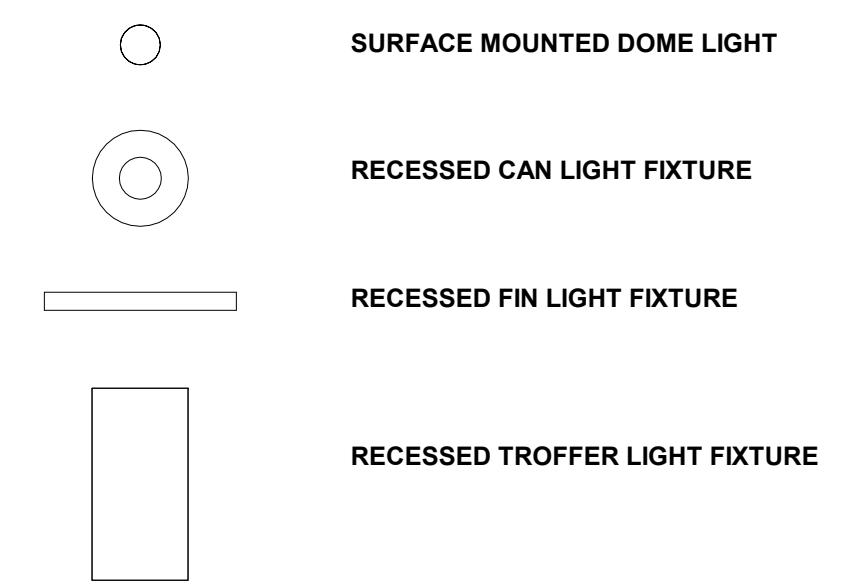 SURFACE MOUNTED DOME LIGHT
RECESSED CAN LIGHT FIXTURE
RECESSED FIN LIGHT FIXTURE
RECESSED TROFFER LIGHT FIXTURE